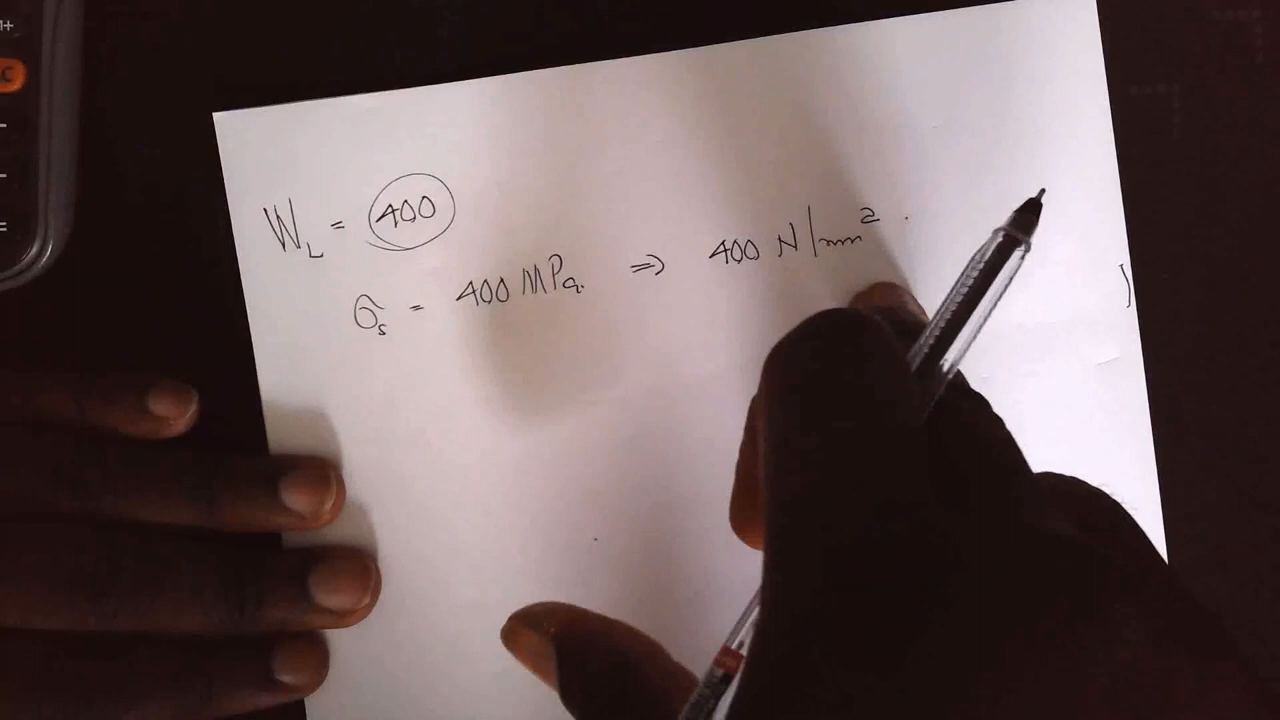 M+
C
=
W_L = 400
σ_s = 400 MPa. ⇒ 400 N/mm² .